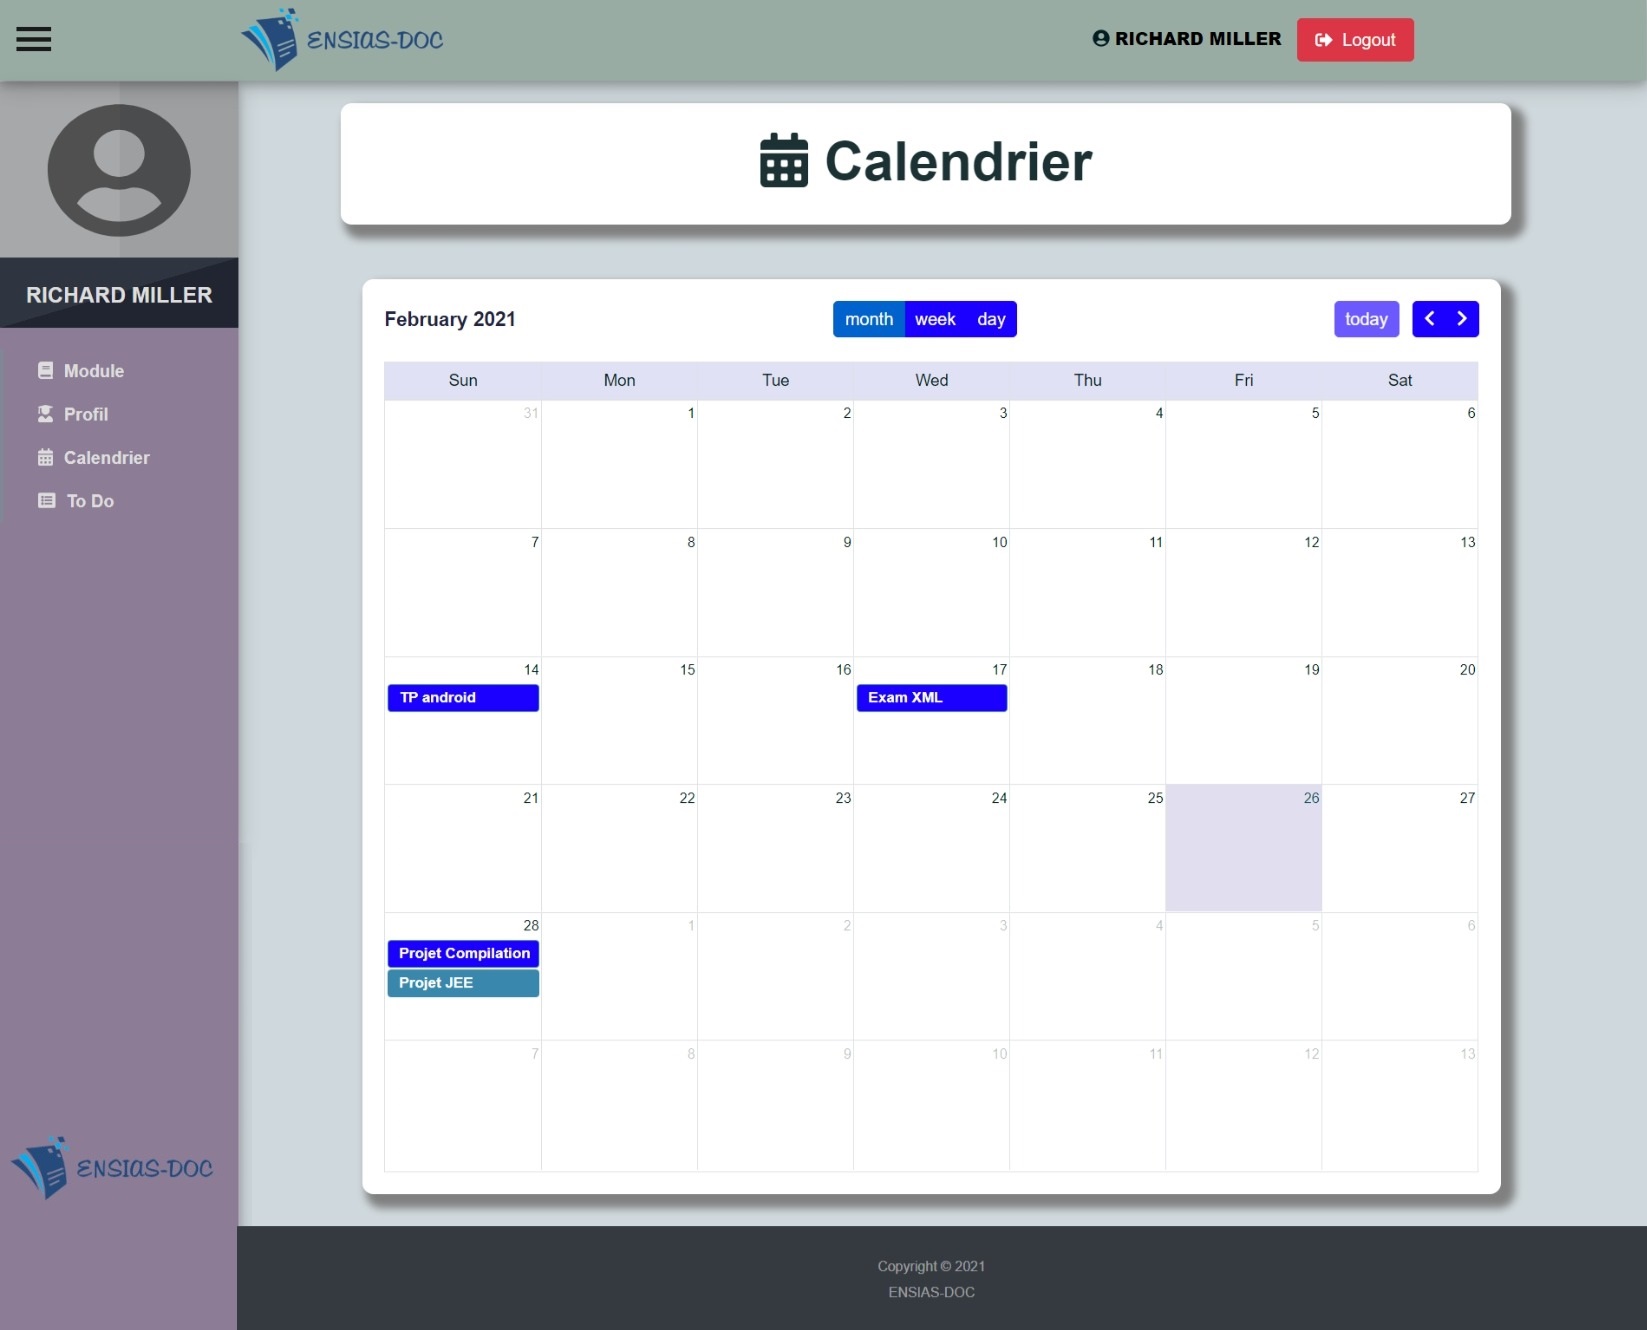 ENSIAS-DOC
RICHARD MILLER
Logout
RICHARD MILLER
Module
Profil
Calendrier
To Do
ENSIAS-DOC
Calendrier
February 2021
month week day
today
Sun Mon Tue Wed Thu Fri Sat
31 1 2 3 4 5 6
7 8 9 10 11 12 13
14 15 16 17 18 19 20
TP android Exam XML
21 22 23 24 25 26 27
28 1 2 3 4 5 6
Projet Compilation
Projet JEE
7 8 9 10 11 12 13
Copyright © 2021
ENSIAS-DOC